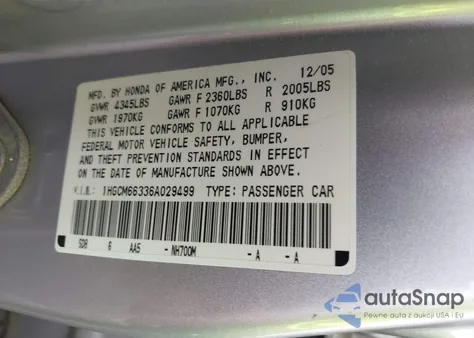 MFD. BY HONDA OF AMERICA MFG., INC. 12/05
GVWR 4345LBS GAWR F 2360LBS R 2005LBS
GVWR 1970KG GAWR F 1070KG R 910KG
THIS VEHICLE CONFORMS TO ALL APPLICABLE
FEDERAL MOTOR VEHICLE SAFETY, BUMPER,
AND THEFT PREVENTION STANDARDS IN EFFECT
ON THE DATE OF MANUFACTURE SHOWN ABOVE.
V.I.N.: 1HGCM66336A029499 TYPE: PASSENGER CAR
SD8 6 AA5 - NH700M -A -A
autoSnap
Pewne auta z aukcji USA i EU